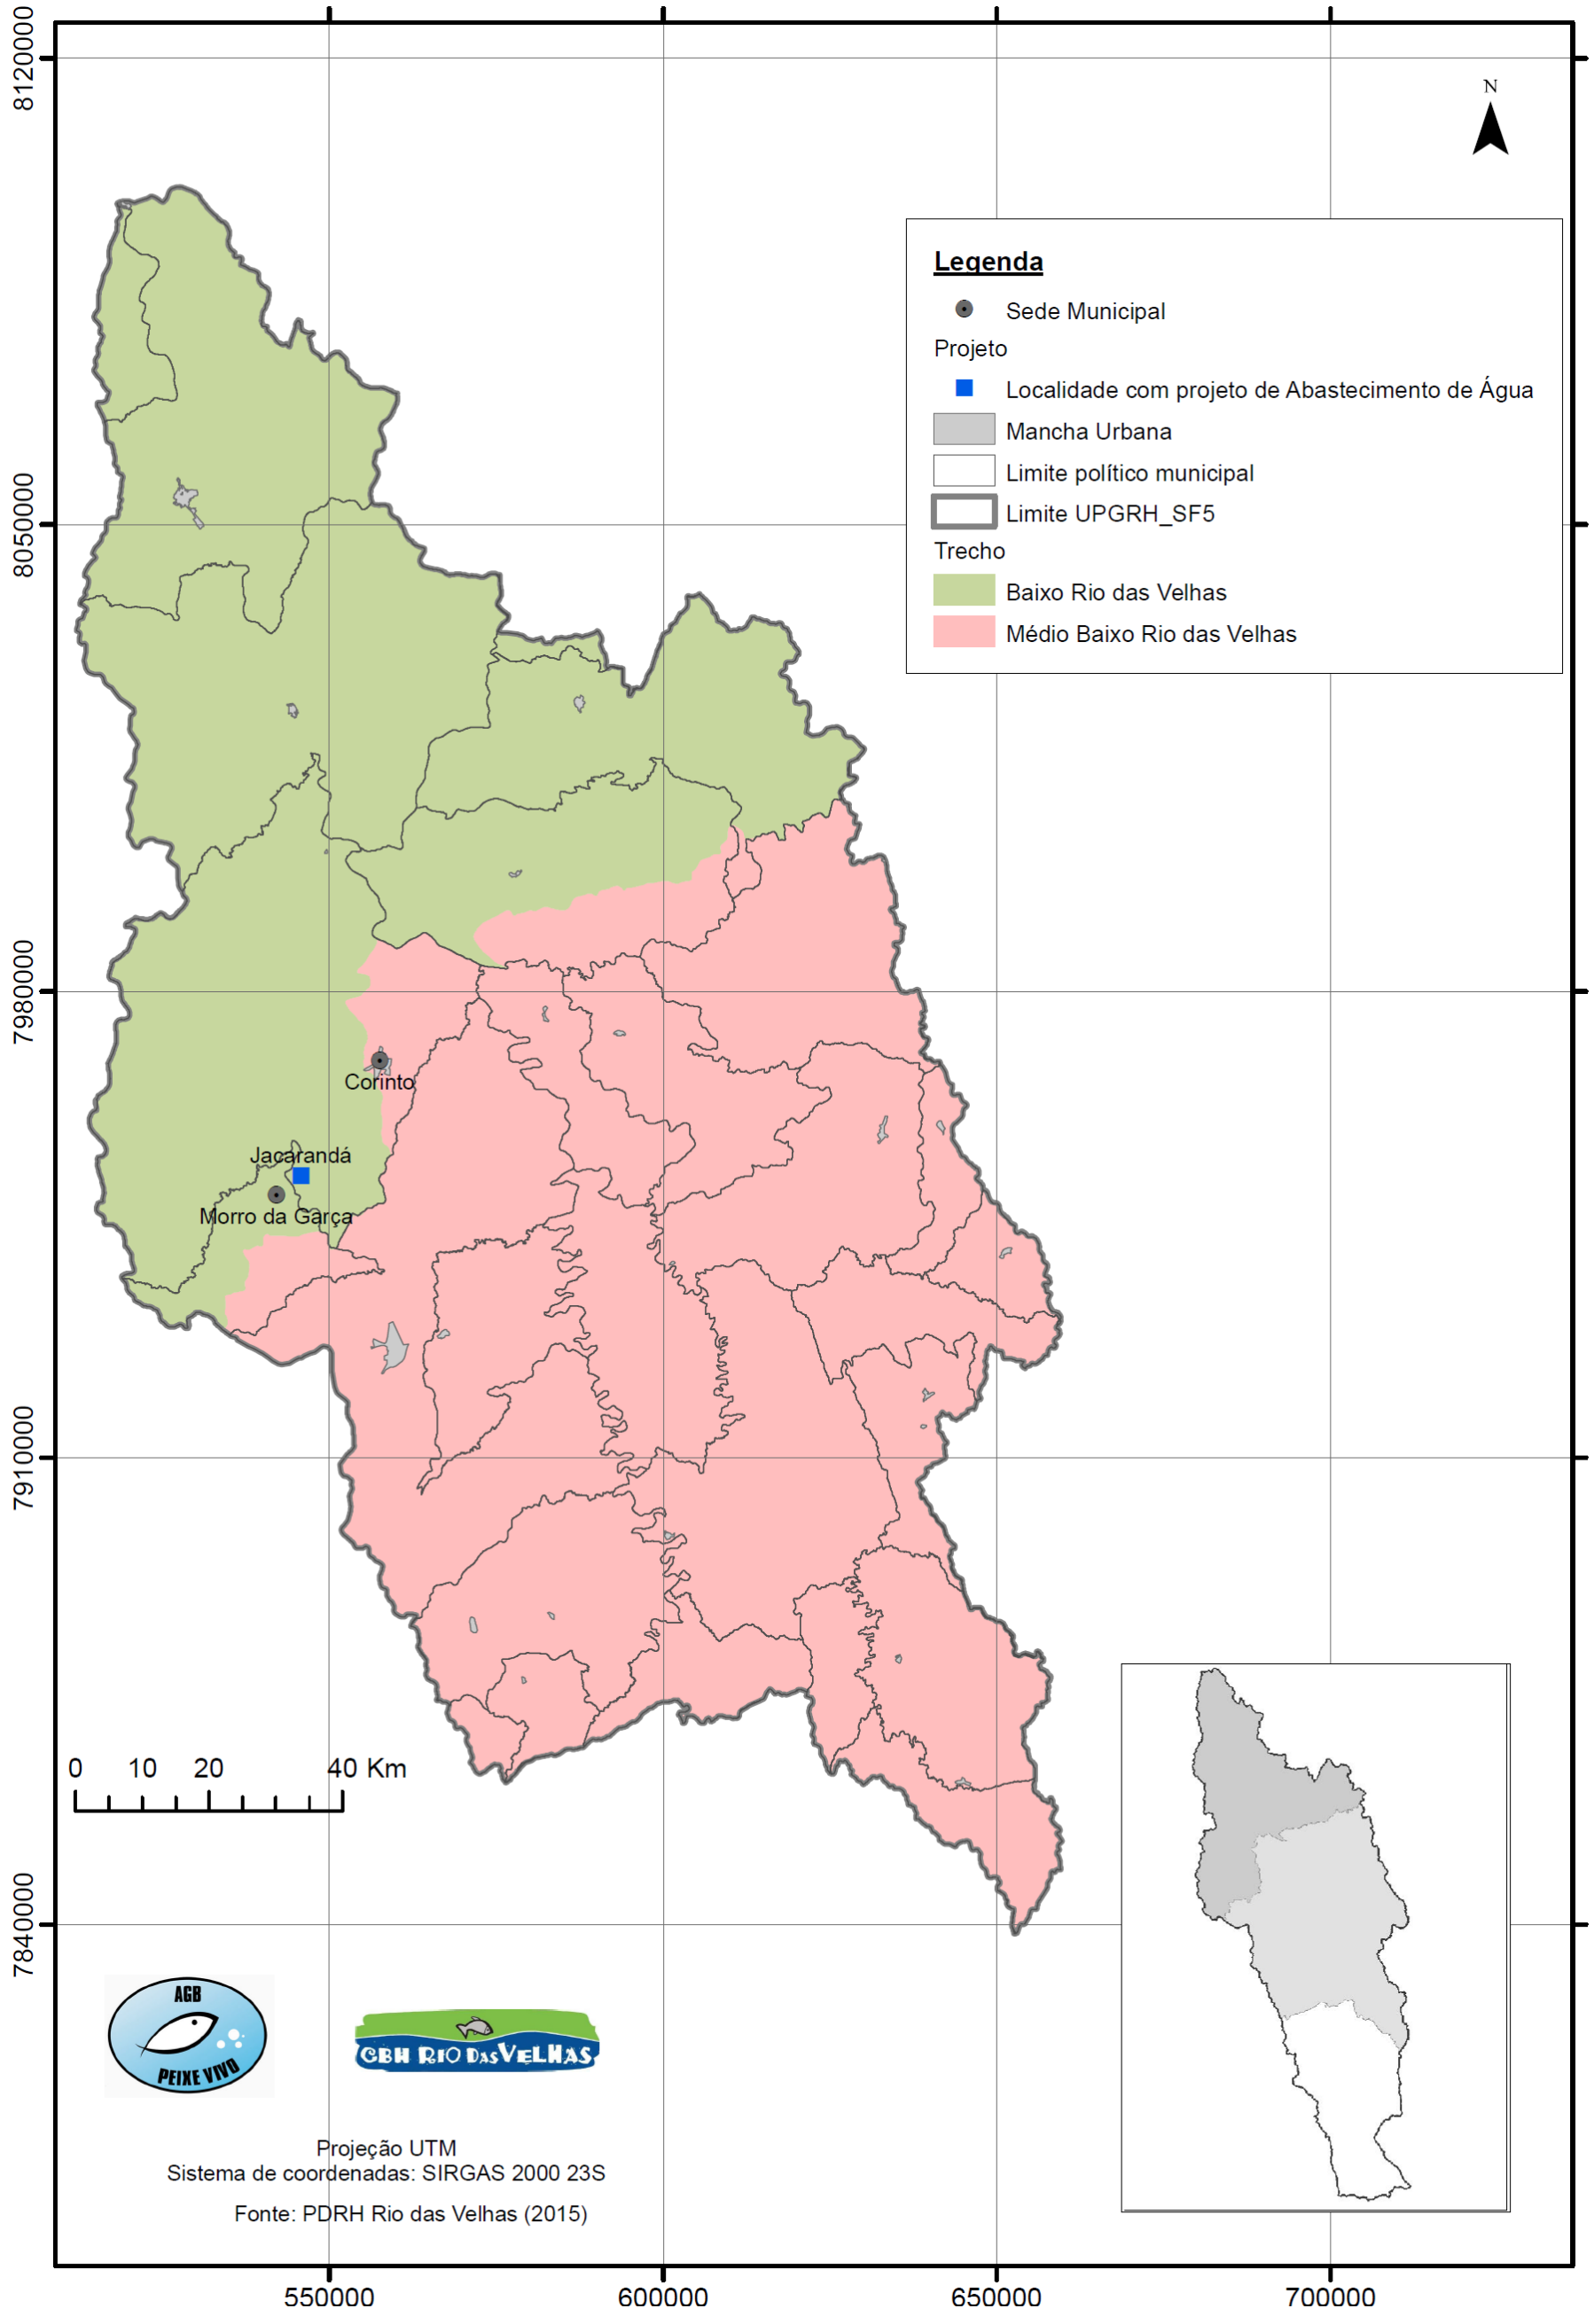 8120000
8050000
7980000
7910000
7840000
N
Legenda
Sede Municipal
Projeto
Localidade com projeto de Abastecimento de Água
Mancha Urbana
Limite político municipal
Limite UPGRH_SF5
Trecho
Baixo Rio das Velhas
Médio Baixo Rio das Velhas
Corinto
Jacarandá
Morro da Garça
0 10 20 40 Km
AGB
PEIXE VIVO
CBH RIO DAS VELHAS
Projeção UTM
Sistema de coordenadas: SIRGAS 2000 23S
Fonte: PDRH Rio das Velhas (2015)
550000 600000 650000 700000